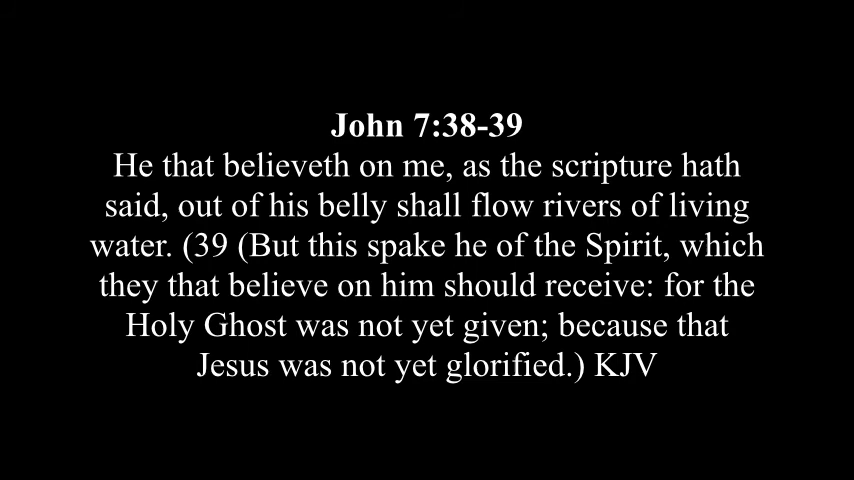 John 7:38-39
He that believeth on me, as the scripture hath
said, out of his belly shall flow rivers of living
water. (39 (But this spake he of the Spirit, which
they that believe on him should receive: for the
Holy Ghost was not yet given; because that
Jesus was not yet glorified.) KJV